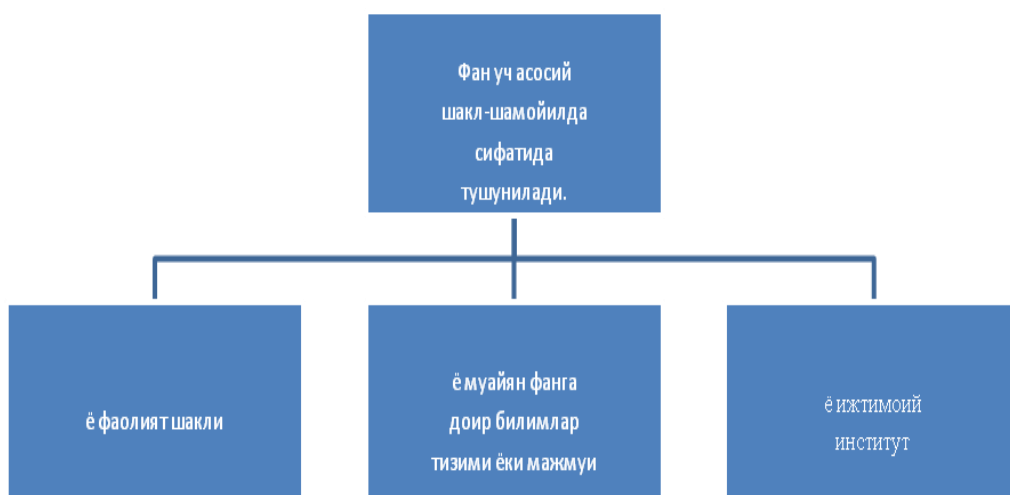 Фан уч асосий
шакл-шамойилда
сифатида
тушунилади.
ё фаолият шакли
ё муайян фанга
доир билимлар
тизими ёки мажмуи
ё ижтимоий
институт